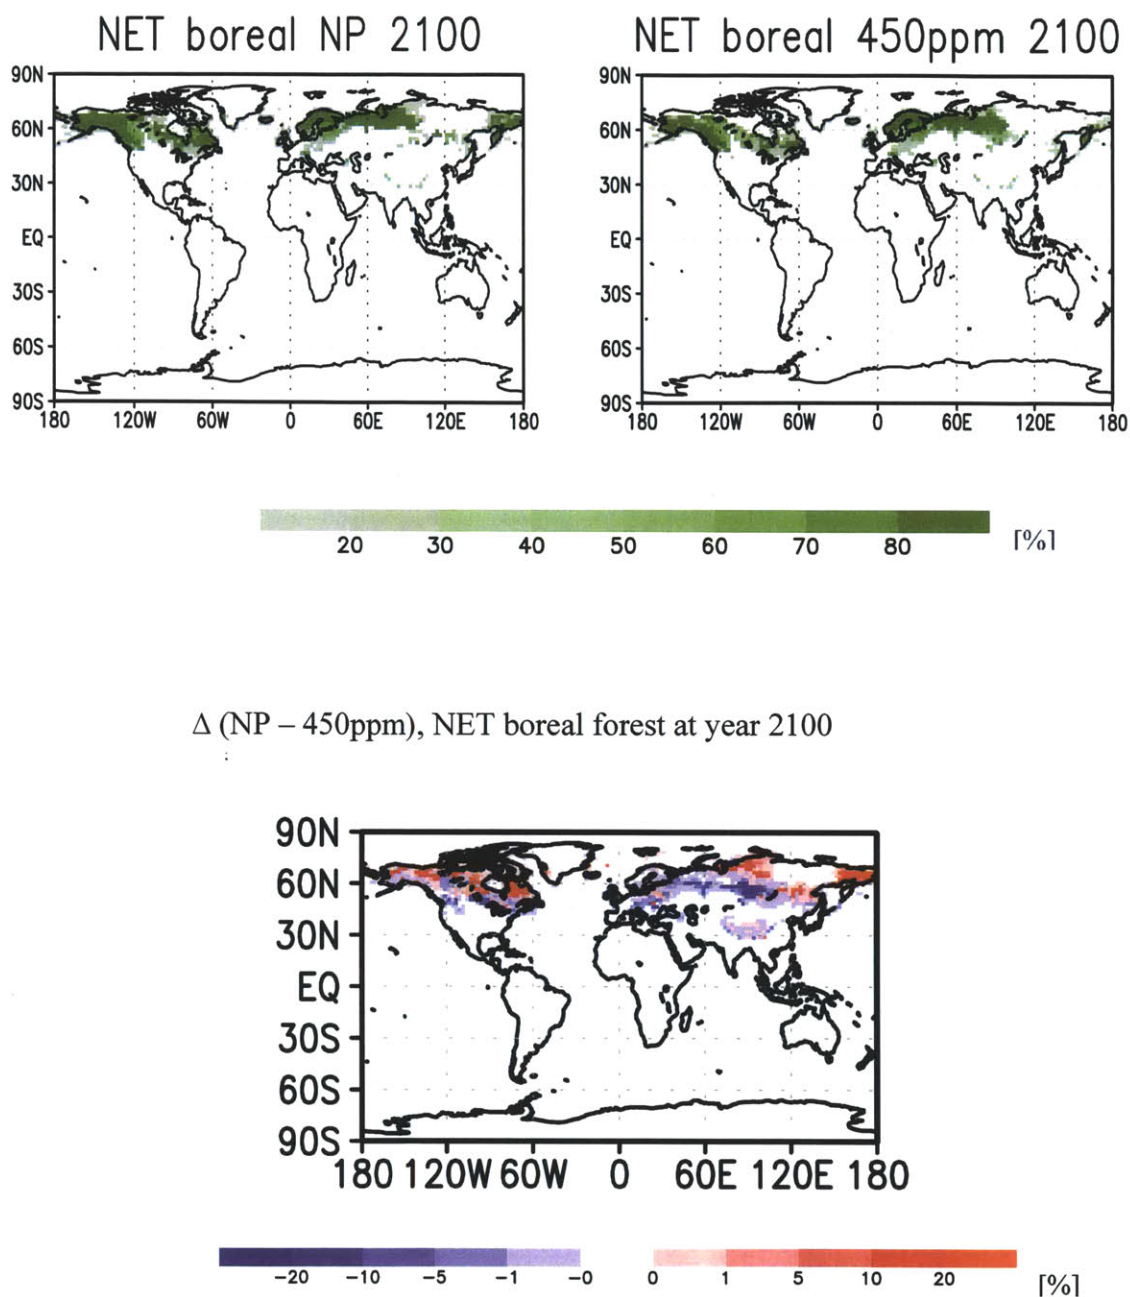 NET boreal NP 2100
NET boreal 450ppm 2100
90N
60N
30N
EQ
30S
60S
90S
180 120W 60W 0 60E 120E 180
90N
60N
30N
EQ
30S
60S
90S
180 120W 60W 0 60E 120E 180
20 30 40 50 60 70 80 [%]
Δ (NP – 450ppm), NET boreal forest at year 2100
90N
60N
30N
EQ
30S
60S
90S
180 120W 60W 0 60E 120E 180
-20 -10 -5 -1 -0 0 1 5 10 20 [%]